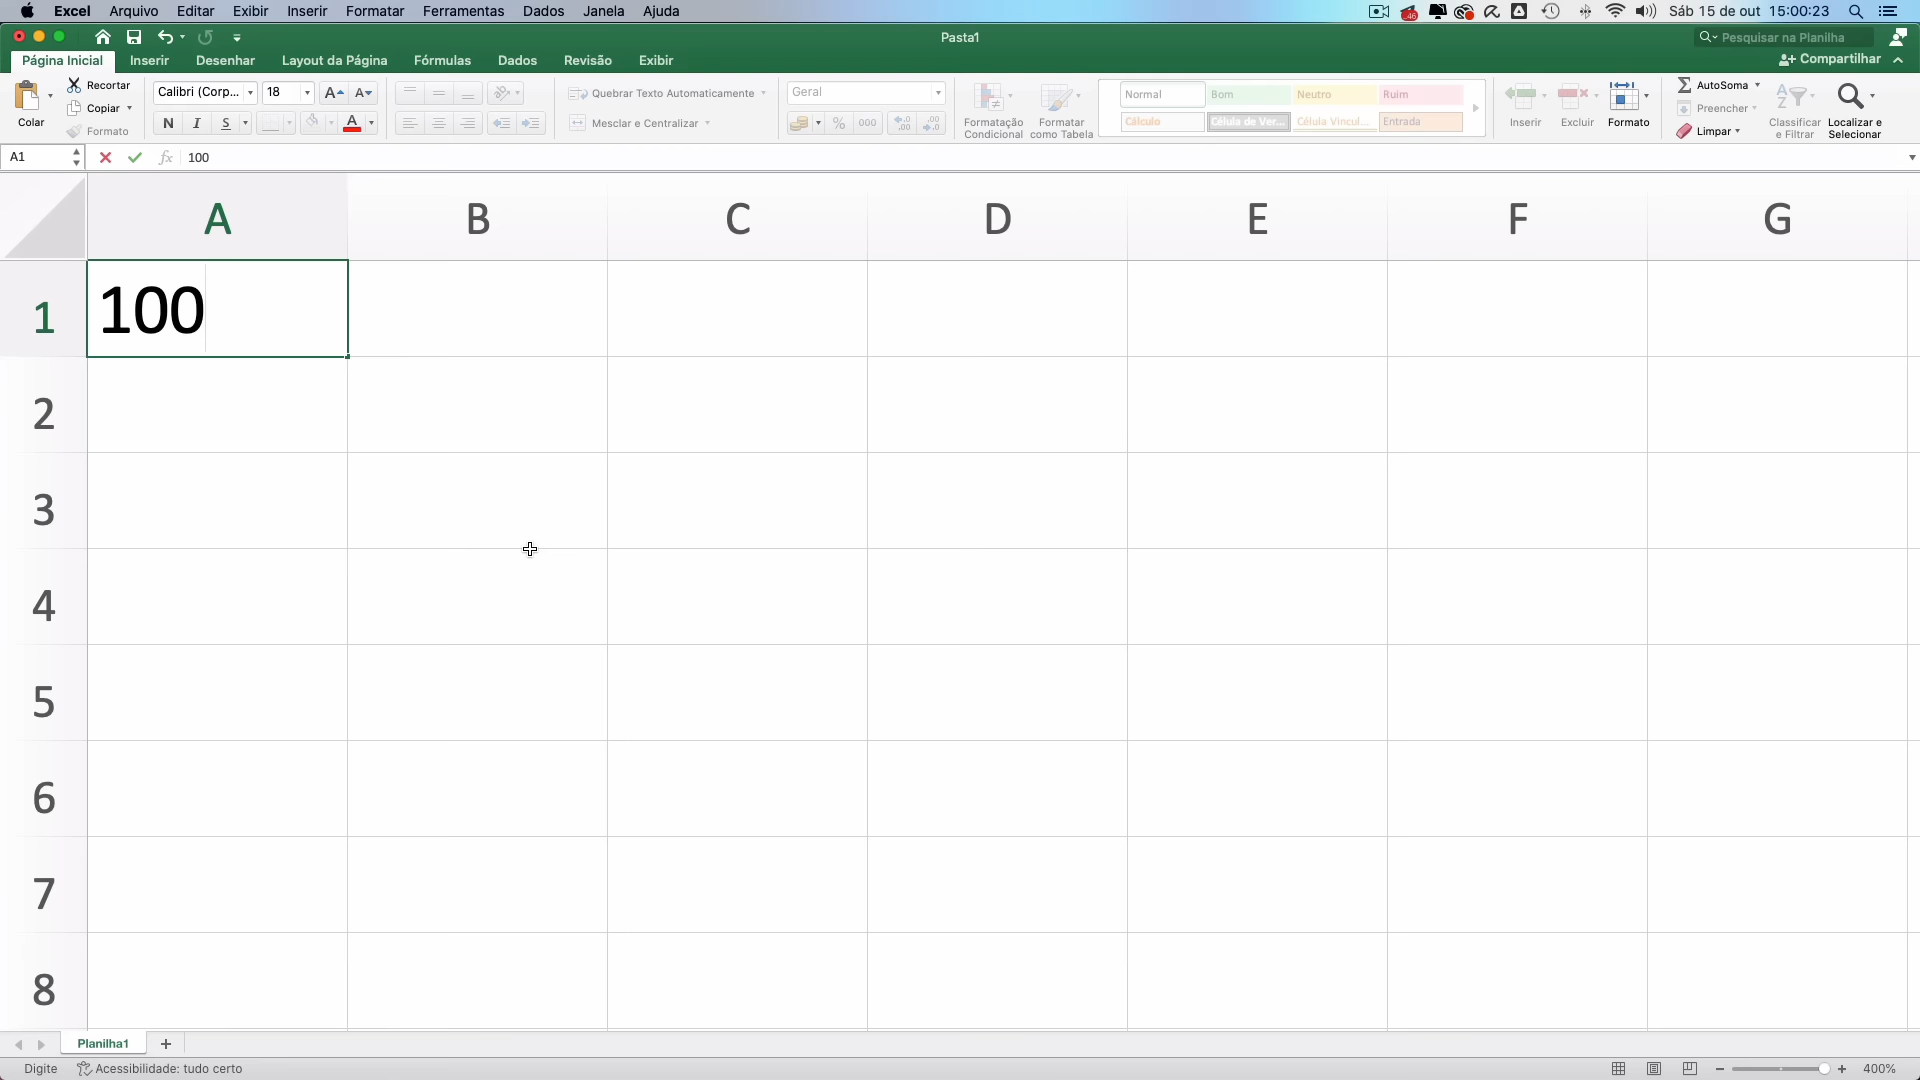 Excel Arquivo Editar Exibir Inserir Formatar Ferramentas Dados Janela Ajuda 46 Sáb 15 de out 15:00:23
Pasta1 Pesquisar na Planilha
Página Inicial Inserir Desenhar Layout da Página Fórmulas Dados Revisão Exibir Compartilhar
Colar
Recortar
Copiar
Formato
Calibri (Corp... 18 A A
N I S A
Quebrar Texto Automaticamente
Mesclar e Centralizar
Geral
% 000
Formatação Condicional
Formatar como Tabela
Normal Bom Neutro Ruim
Cálculo Célula de Ver... Célula Vincul... Entrada
Inserir Excluir Formato
AutoSoma
Preencher
Limpar
Classificar e Filtrar
Localizar e Selecionar
A1 fx 100
A B C D E F G
1 100
2
3
4
5
6
7
8
Planilha1
Digite Acessibilidade: tudo certo 400%